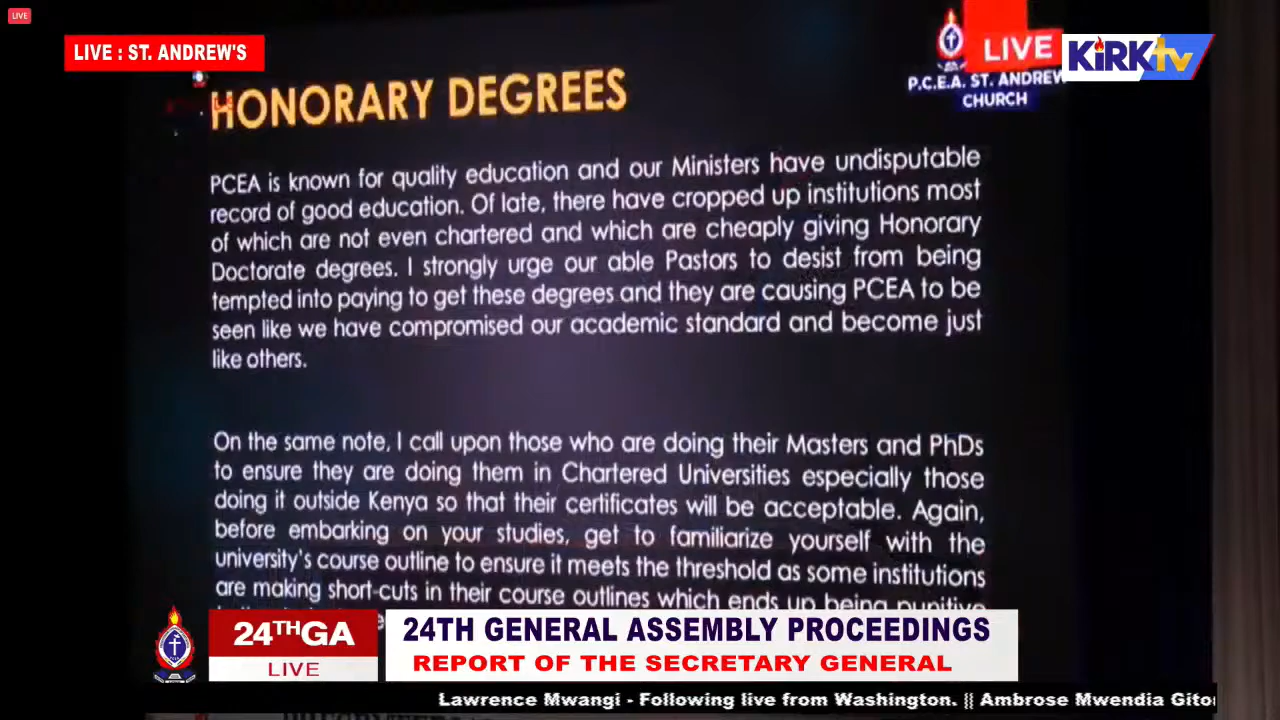 LIVE
LIVE : ST. ANDREW'S
LIVE
KiRKtv
P.C.E.A. ST. ANDREW
CHURCH
HONORARY DEGREES
PCEA is known for quality education and our Ministers have undisputable
record of good education. Of late, there have cropped up institutions most
of which are not even chartered and which are cheaply giving Honorary
Doctorate degrees. I strongly urge our able Pastors to desist from being
tempted into paying to get these degrees and they are causing PCEA to be
seen like we have compromised our academic standard and become just
like others.
On the same note, I call upon those who are doing their Masters and PhDs
to ensure they are doing them in Chartered Universities especially those
doing it outside Kenya so that their certificates will be acceptable. Again,
before embarking on your studies, get to familiarize yourself with the
university's course outline to ensure it meets the threshold as some institutions
are making short-cuts in their course outlines which ends up being punitive
24THGA
LIVE
24TH GENERAL ASSEMBLY PROCEEDINGS
REPORT OF THE SECRETARY GENERAL
Lawrence Mwangi - Following live from Washington. || Ambrose Mwendia Gito